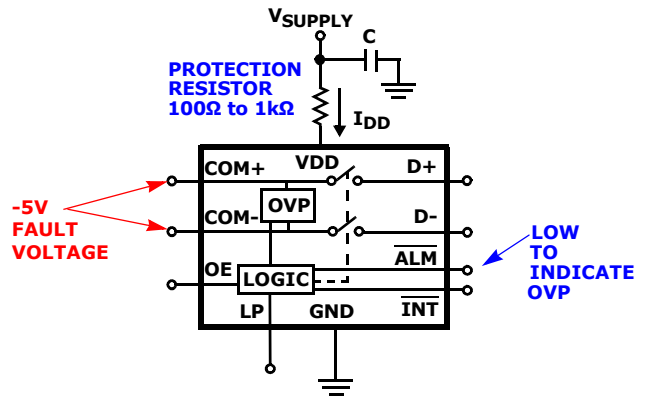 VSUPPLY
C
PROTECTION
RESISTOR
100Ω to 1kΩ
IDD
COM+
VDD
D+
OVP
-5V
FAULT
VOLTAGE
COM-
D-
LOW
TO
INDICATE
OVP
OE
LOGIC
ALM
LP
GND
INT